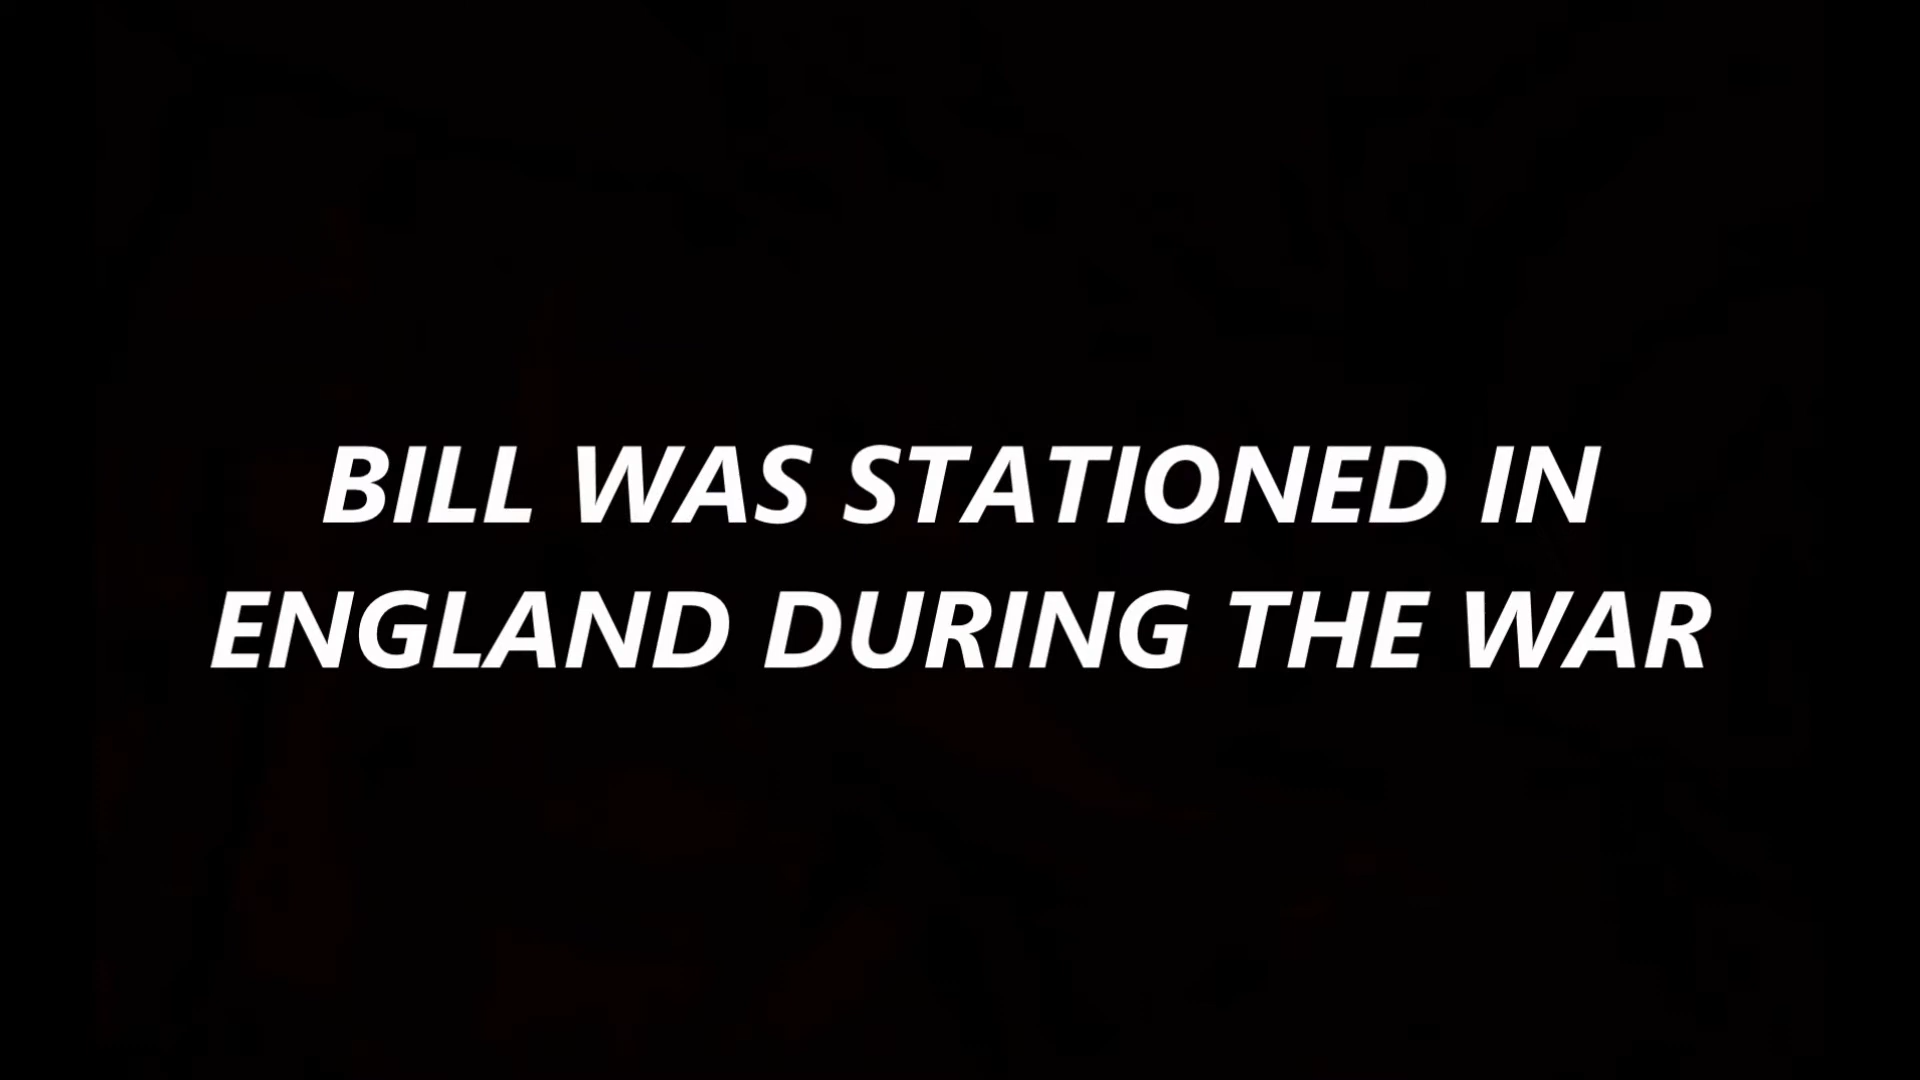 BILL WAS STATIONED IN
ENGLAND DURING THE WAR